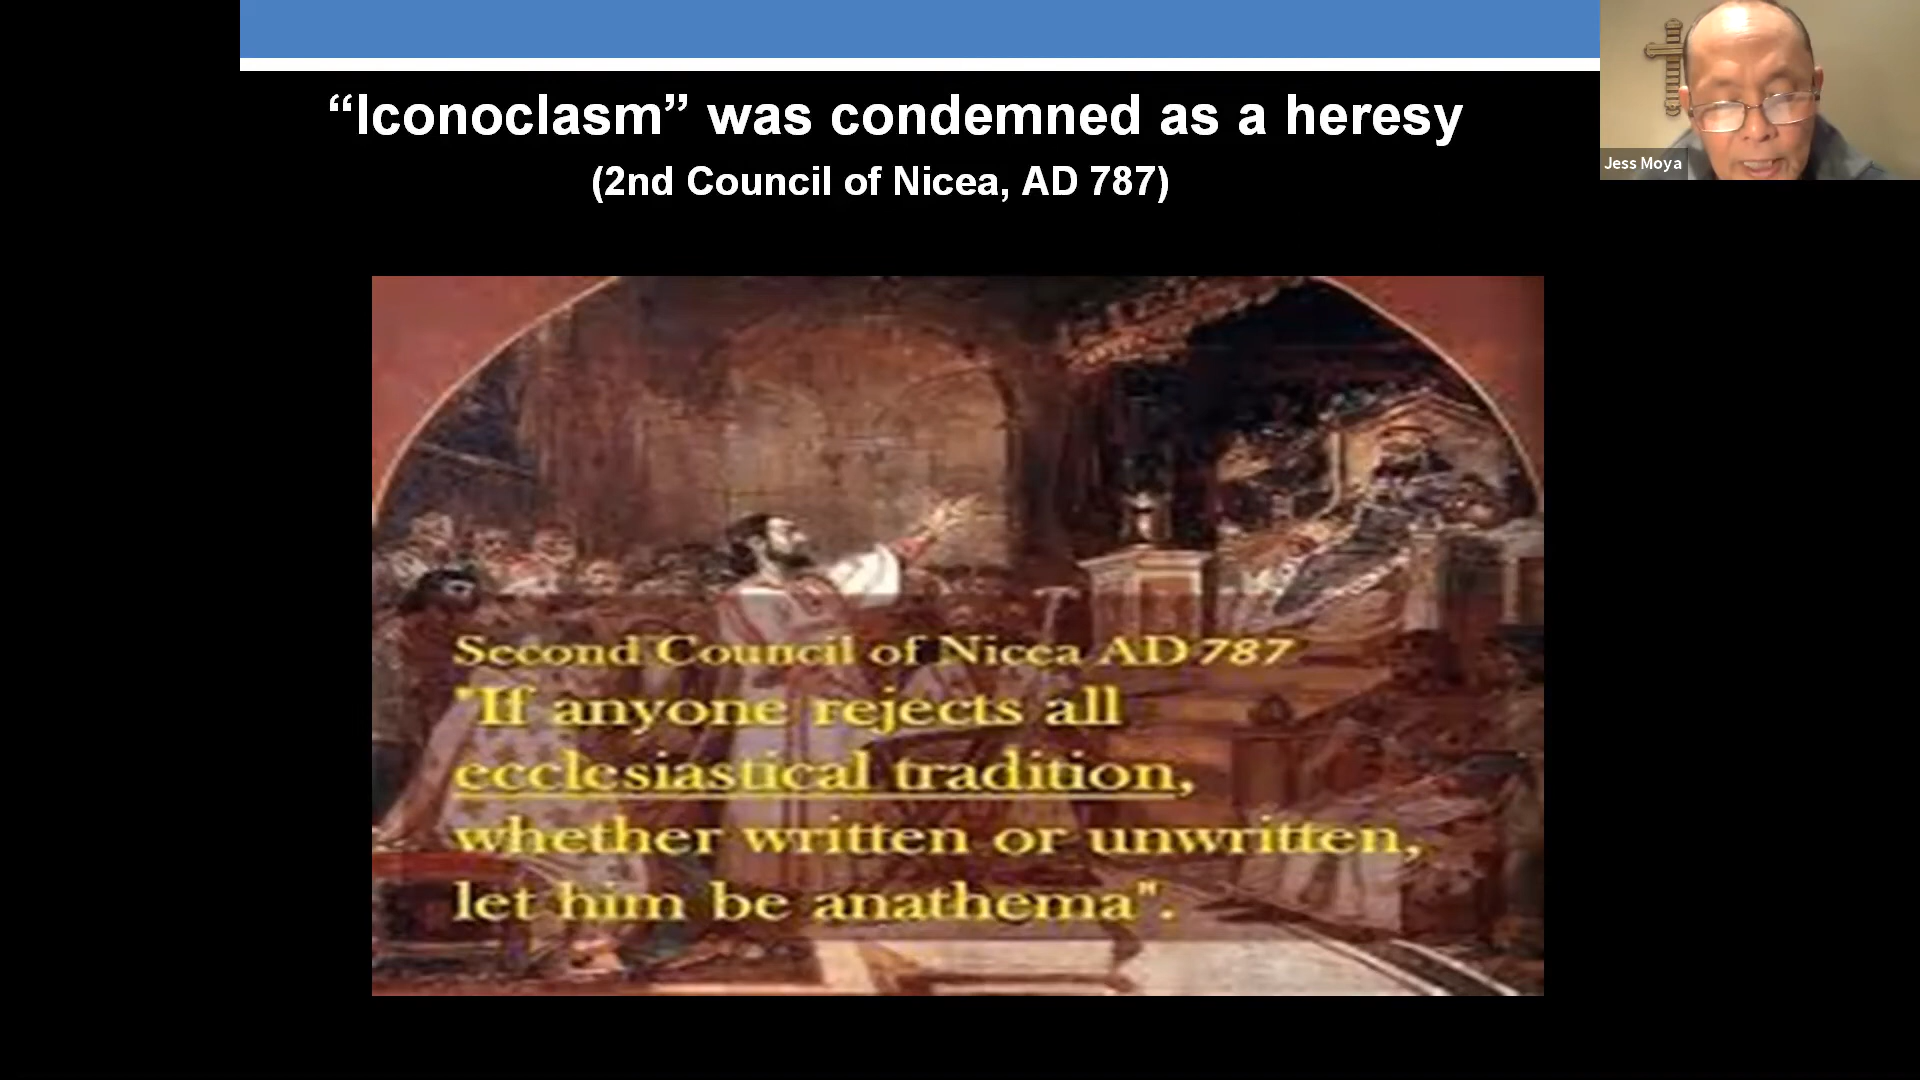 “Iconoclasm” was condemned as a heresy
(2nd Council of Nicea, AD 787)
Jess Moya
Second Council of Nicea AD 787
"If anyone rejects all
ecclesiastical tradition,
whether written or unwritten,
let him be anathema".